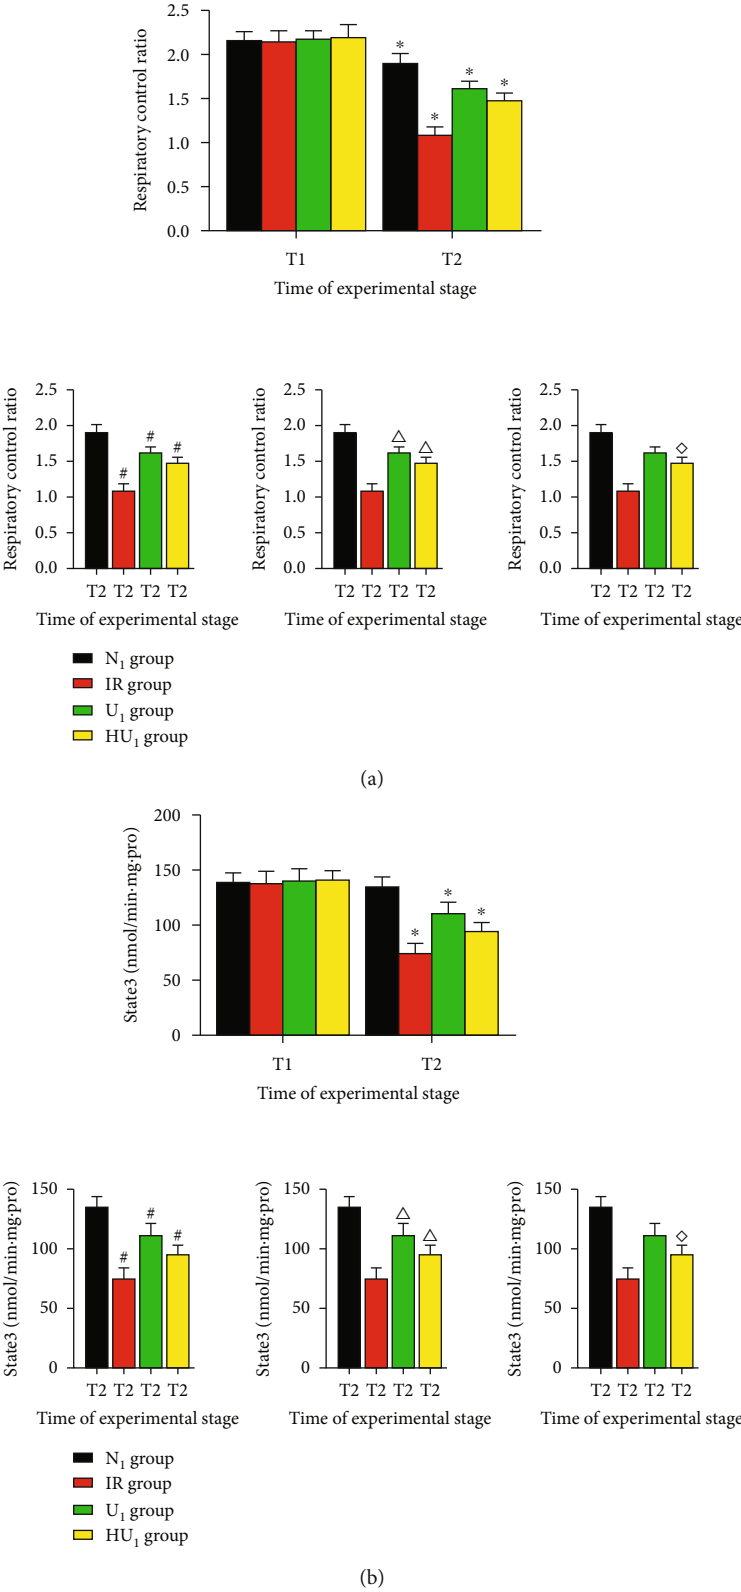 Respiratory control ratio
2.5
2.0
1.5
1.0
0.5
0.0
*
*
*
*
T1 T2
Time of experimental stage
Respiratory control ratio
2.5
2.0
1.5
1.0
0.5
0.0
#
#
#
T2 T2 T2 T2
Time of experimental stage
Respiratory control ratio
2.5
2.0
1.5
1.0
0.5
0.0
△
△
T2 T2 T2 T2
Time of experimental stage
Respiratory control ratio
2.5
2.0
1.5
1.0
0.5
0.0
◇
T2 T2 T2 T2
Time of experimental stage
N₁ group
IR group
U₁ group
HU₁ group
(a)
State3 (nmol/min·mg·pro)
200
150
100
50
0
*
*
*
T1 T2
Time of experimental stage
State3 (nmol/min·mg·pro)
150
100
50
0
#
#
#
T2 T2 T2 T2
Time of experimental stage
State3 (nmol/min·mg·pro)
150
100
50
0
△
△
T2 T2 T2 T2
Time of experimental stage
State3 (nmol/min·mg·pro)
150
100
50
0
◇
T2 T2 T2 T2
Time of experimental stage
N₁ group
IR group
U₁ group
HU₁ group
(b)